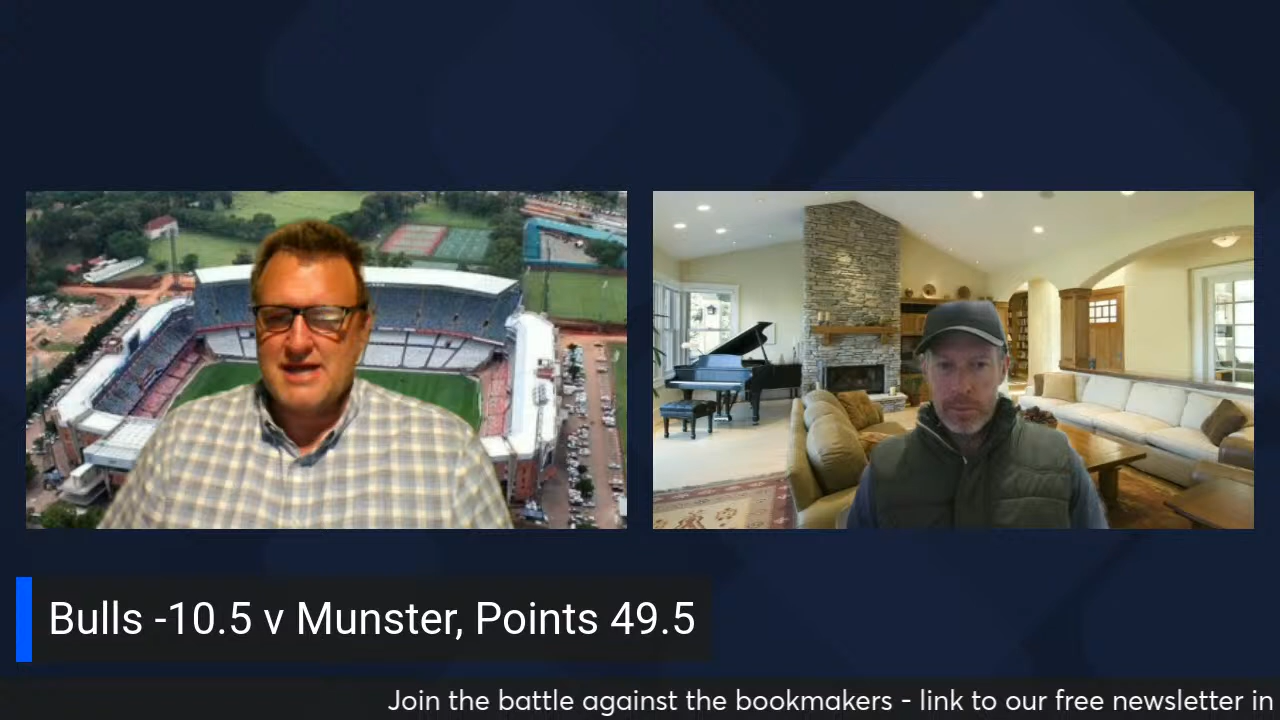 Bulls -10.5 v Munster, Points 49.5
Join the battle against the bookmakers - link to our free newsletter in